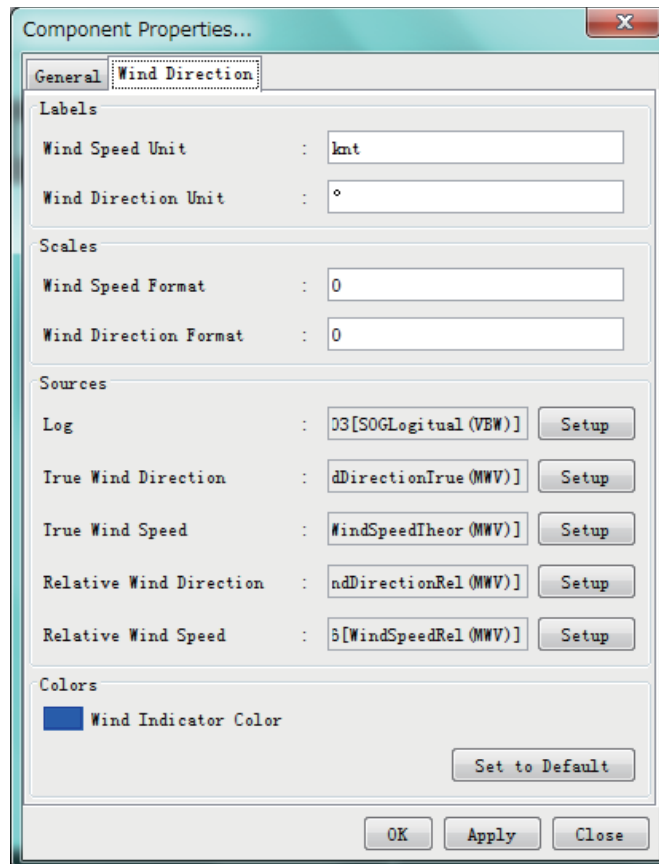 Component Properties...
General Wind Direction
Labels
Wind Speed Unit : knt
Wind Direction Unit : °
Scales
Wind Speed Format : 0
Wind Direction Format : 0
Sources
Log : 03[SOGLogitual(VBW)] Setup
True Wind Direction : dDirectionTrue(MWV)] Setup
True Wind Speed : WindSpeedTheor(MWV)] Setup
Relative Wind Direction : ndDirectionRel(MWV)] Setup
Relative Wind Speed : 6[WindSpeedRel(MWV)] Setup
Colors
Wind Indicator Color
Set to Default
OK Apply Close